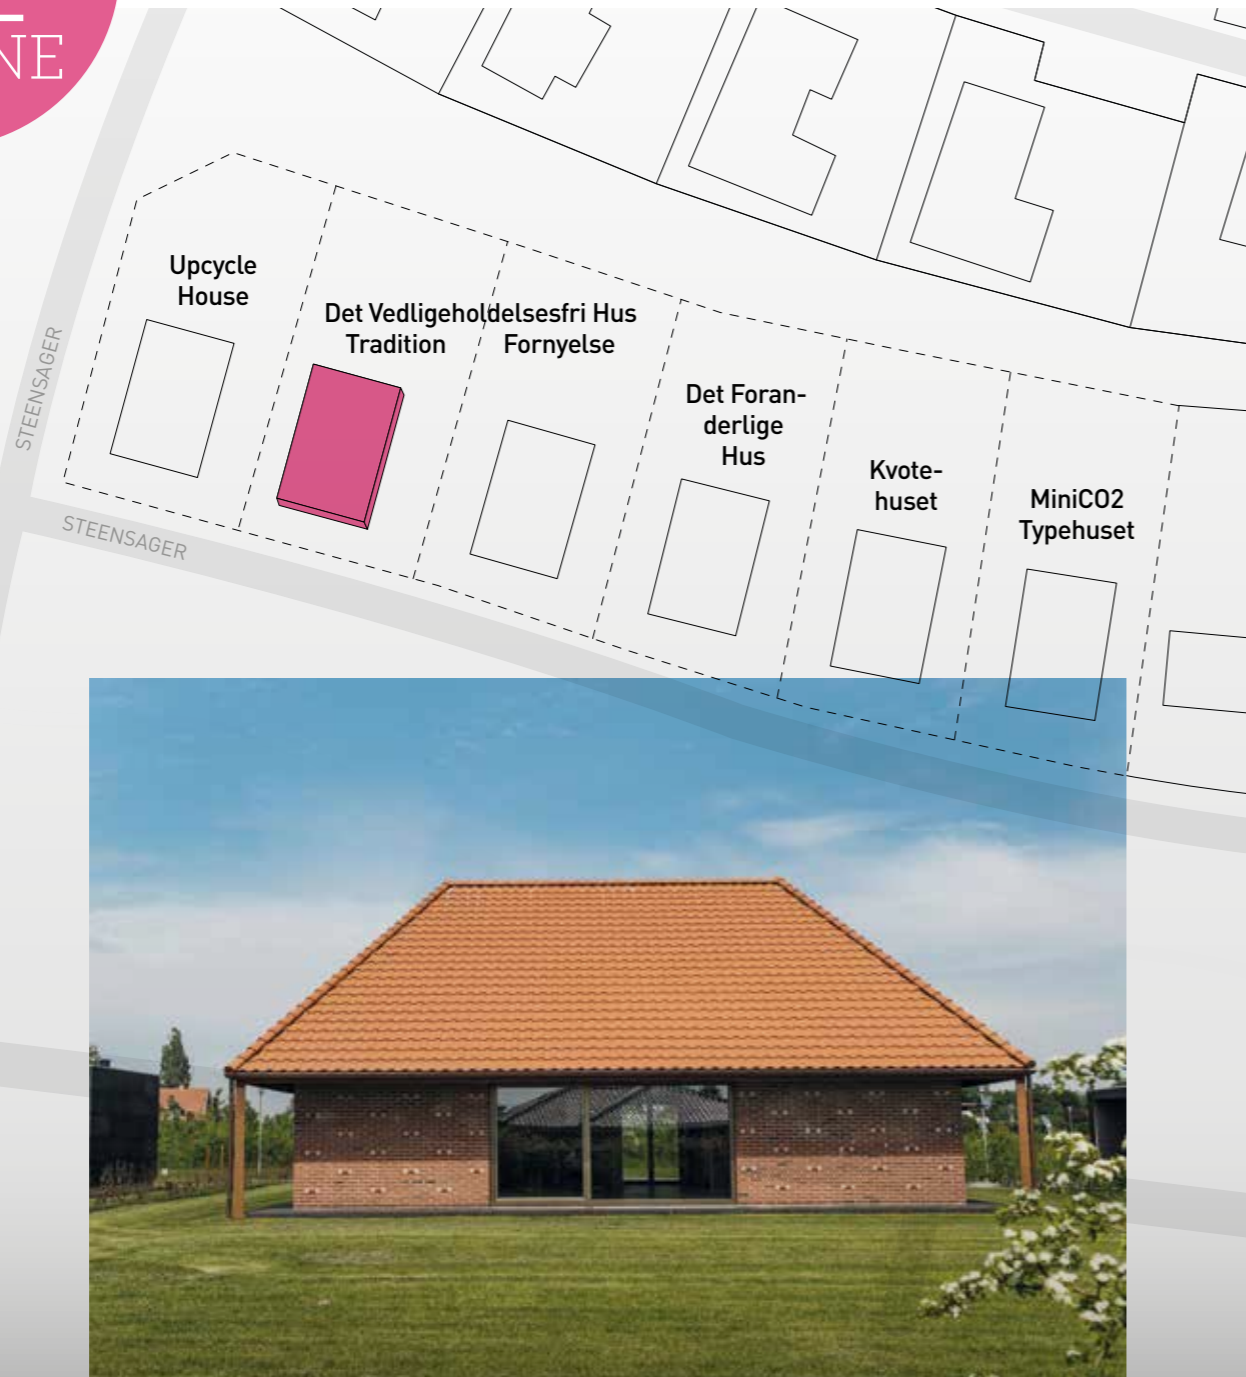 NE
Upcycle
House
Det Vedligeholdelsesfri Hus
Tradition Fornyelse
Det Foran-
derlige
Hus
Kvote-
huset
MiniCO2
Typehuset
STEENSAGER
STEENSAGER